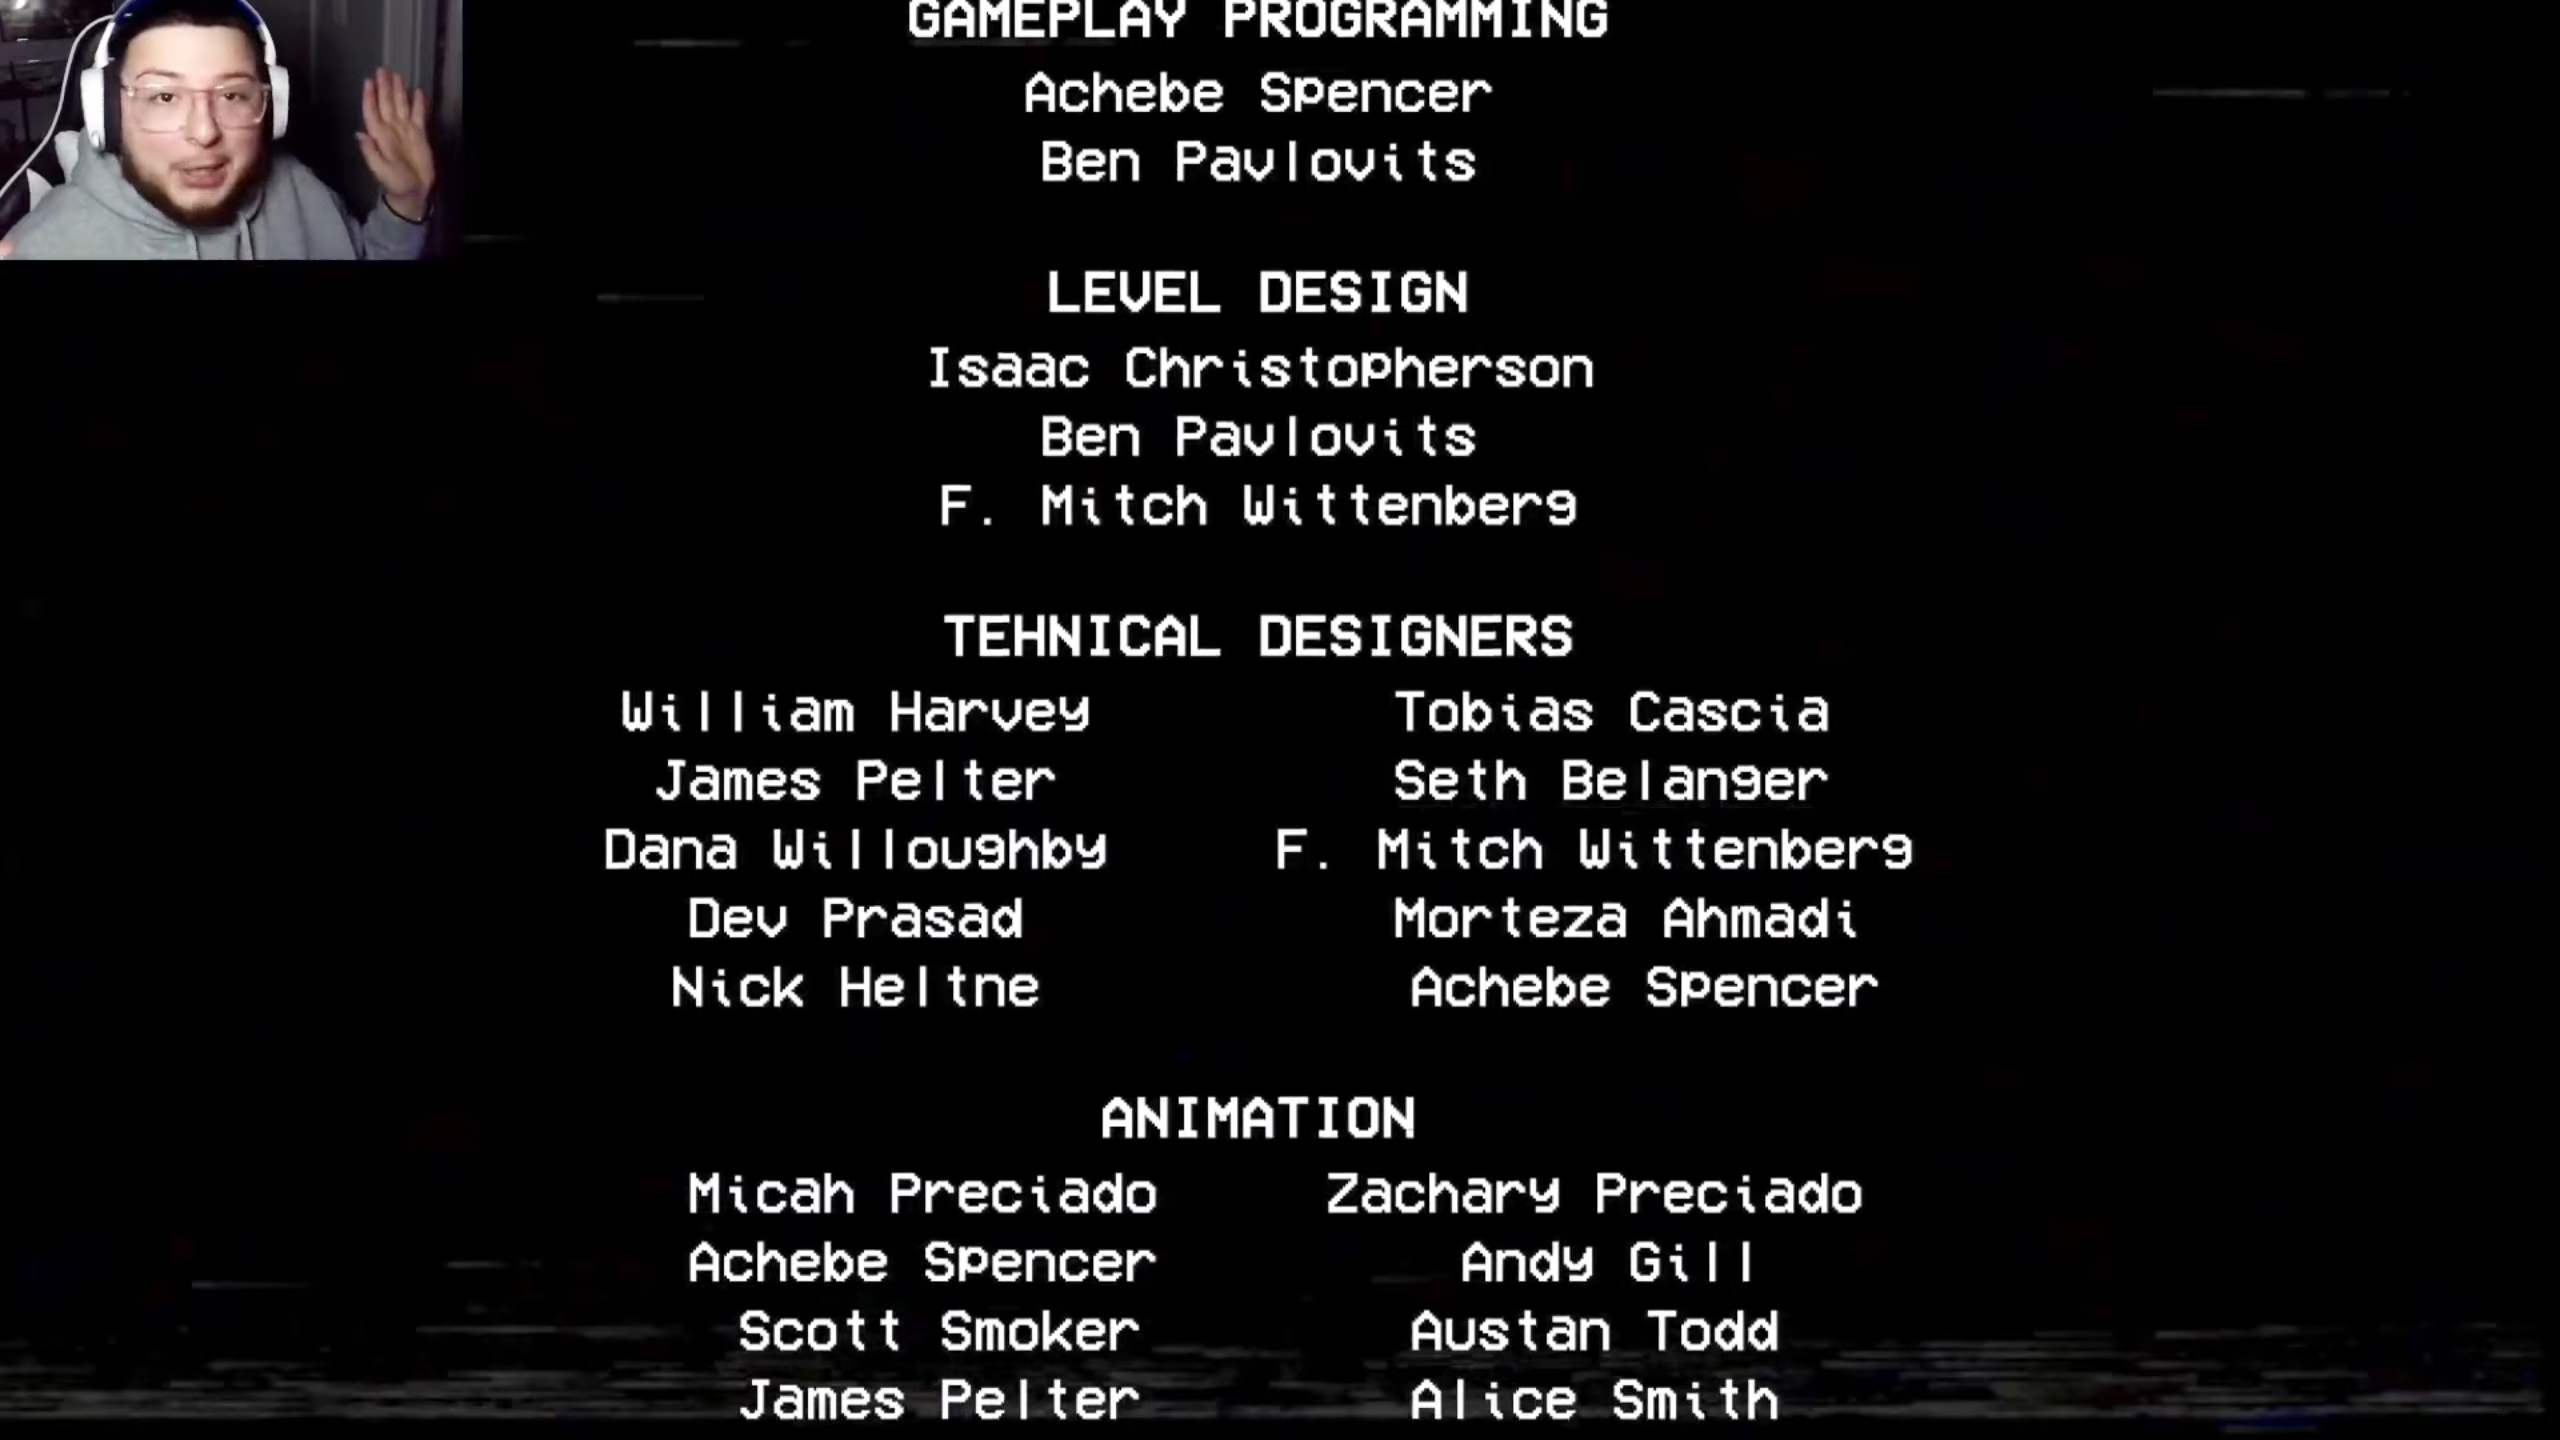 GAMEPLAY PROGRAMMING
Achebe Spencer
Ben Pavlovits
LEVEL DESIGN
Isaac Christopherson
Ben Pavlovits
F. Mitch Wittenberg
TEHNICAL DESIGNERS
William Harvey Tobias Cascia
James Pelter Seth Belanger
Dana Willoughby F. Mitch Wittenberg
Dev Prasad Morteza Ahmadi
Nick Heltne Achebe Spencer
ANIMATION
Micah Preciado Zachary Preciado
Achebe Spencer Andy Gill
Scott Smoker Austan Todd
James Pelter Alice Smith